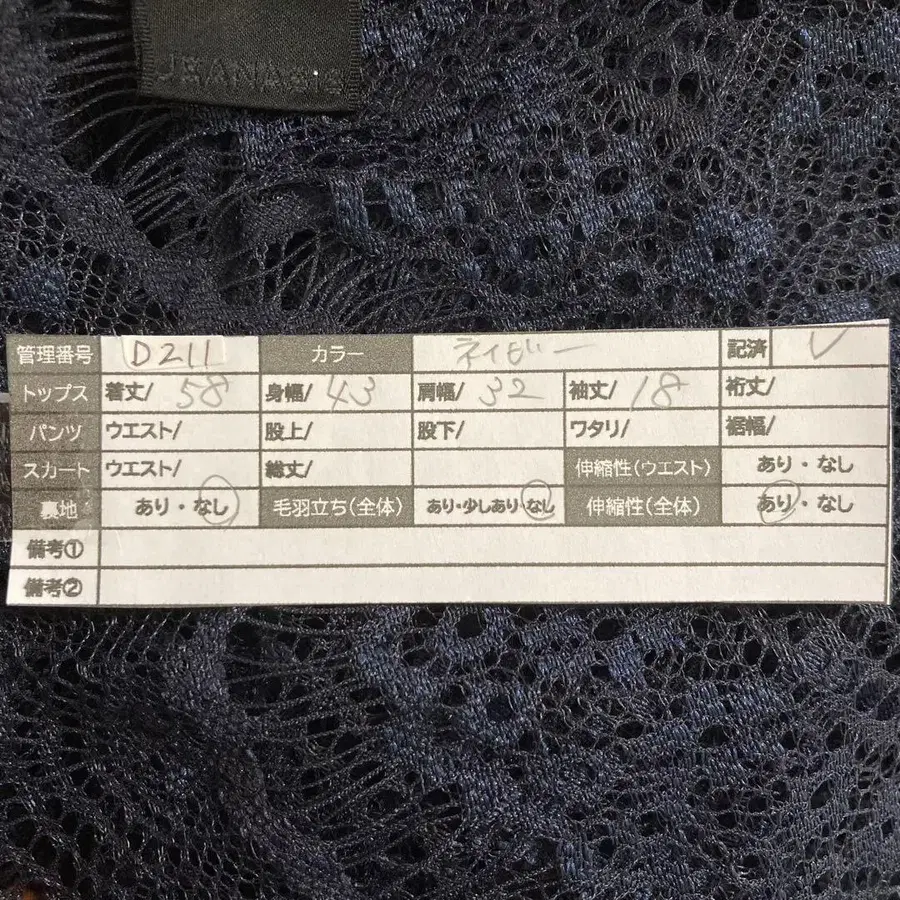 JEANASIS
管理番号 D211 カラー ネイビー 記済 ✓
トップス 着丈/ 58 身幅/ 43 肩幅/ 32 袖丈/ 18 裄丈/
パンツ ウエスト/ 股上/ 股下/ ワタリ/ 裾幅/
スカート ウエスト/ 総丈/ 伸縮性(ウエスト) あり・なし
裏地 あり・なし 毛羽立ち(全体) あり・少しあり・なし 伸縮性(全体) あり・なし
備考①
備考②